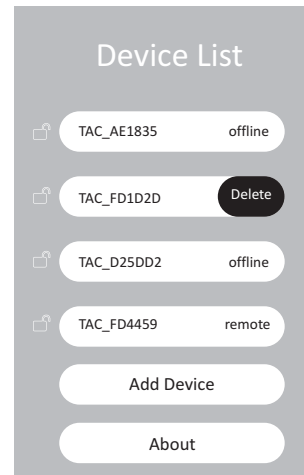 Device List
TAC_AE1835 offline
TAC_FD1D2D Delete
TAC_D25DD2 offline
TAC_FD4459 remote
Add Device
About